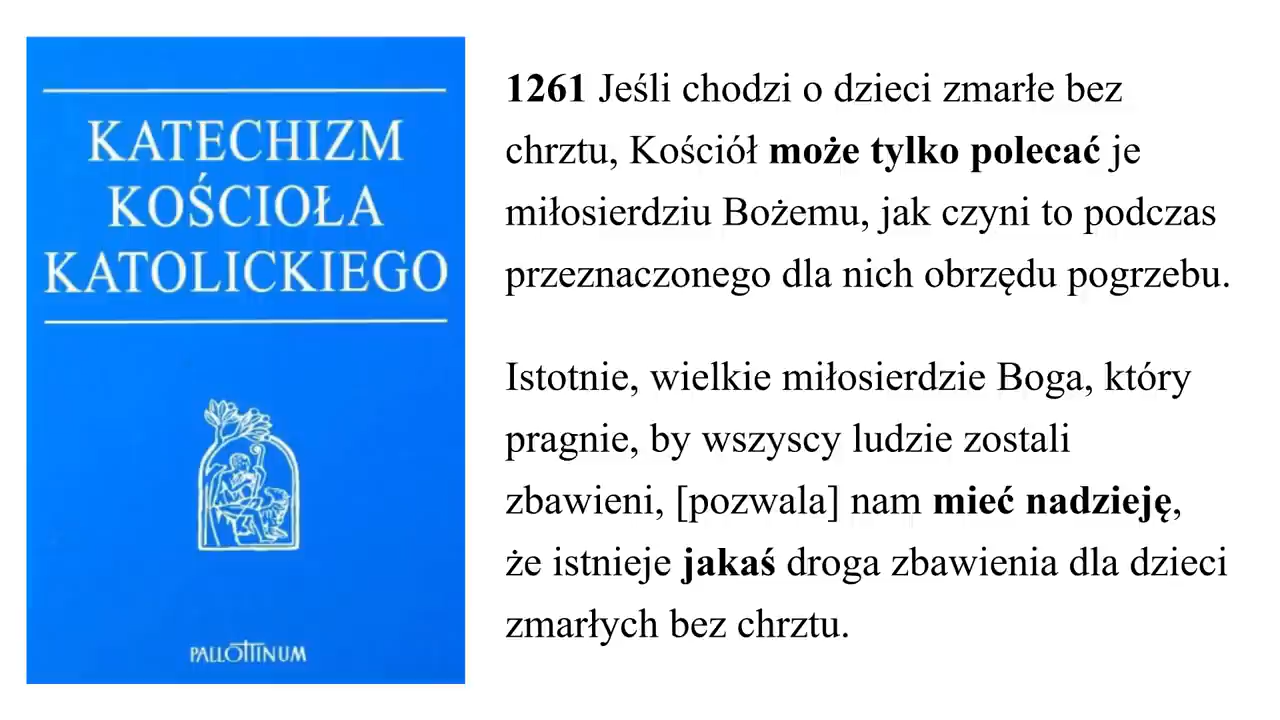 KATECHIZM
KOŚCIOŁA
KATOLICKIEGO
PALLOTTINUM
1261 Jeśli chodzi o dzieci zmarłe bez
chrztu, Kościół może tylko polecać je
miłosierdziu Bożemu, jak czyni to podczas
przeznaczonego dla nich obrzędu pogrzebu.
Istotnie, wielkie miłosierdzie Boga, który
pragnie, by wszyscy ludzie zostali
zbawieni, [pozwala] nam mieć nadzieję,
że istnieje jakaś droga zbawienia dla dzieci
zmarłych bez chrztu.